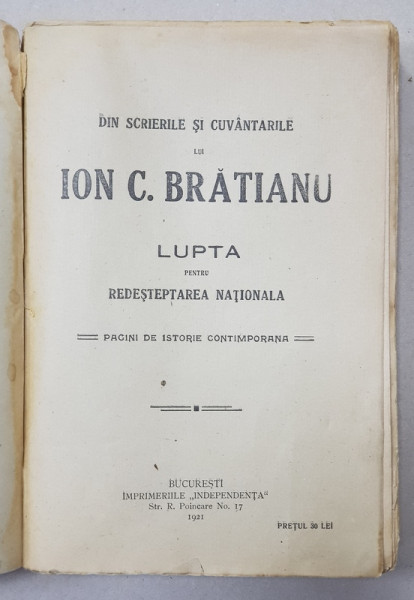 DIN SCRIERILE ŞI CUVÂNTARILE
LUI
ION C. BRĂTIANU
LUPTA
PENTRU
REDEŞTEPTAREA NAŢIONALA
PAGINI DE ISTORIE CONTIMPORANA
BUCUREŞTI
IMPRIMERIILE „INDEPENDENŢA"
Str. R. Poincare No. 17
1921
PREŢUL 30 LEI